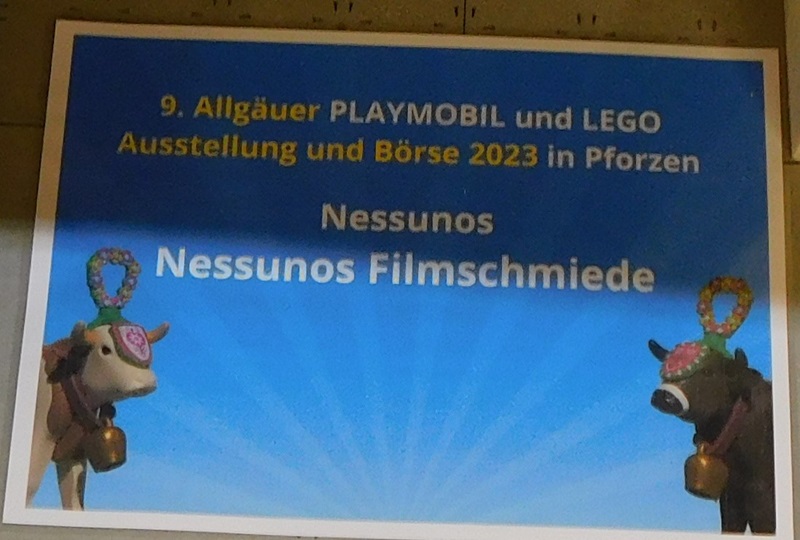 9. Allgäuer PLAYMOBIL und LEGO
Ausstellung und Börse 2023 in Pforzen
Nessunos
Nessunos Filmschmiede